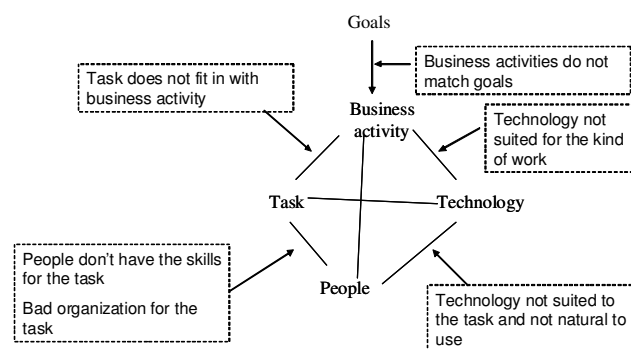 Goals
Business activities do not
match goals
Task does not fit in with
business activity
Business
activity
Technology not
suited for the kind
of work
Task
Technology
People don't have the skills
for the task
Bad organization for the
task
People
Technology not suited to
the task and not natural to
use